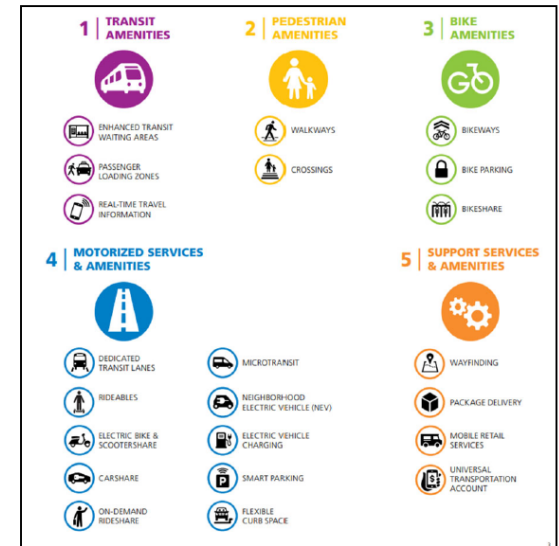 1 | TRANSIT
AMENITIES
2 | PEDESTRIAN
AMENITIES
3 | BIKE
AMENITIES
GO
ENHANCED TRANSIT
WAITING AREAS
PASSENGER
LOADING ZONES
REAL-TIME TRAVEL
INFORMATION
WALKWAYS
CROSSINGS
BIKEWAYS
BIKE PARKING
BIKESHARE
4 | MOTORIZED SERVICES
& AMENITIES
5 | SUPPORT SERVICES
& AMENITIES
DEDICATED
TRANSIT LANES
RIDEABLES
ELECTRIC BIKE &
SCOOTERSHARE
CARSHARE
ON-DEMAND
RIDESHARE
MICROTRANSIT
NEIGHBORHOOD
ELECTRIC VEHICLE (NEV)
ELECTRIC VEHICLE
CHARGING
P
SMART PARKING
FLEXIBLE
CURB SPACE
WAYFINDING
PACKAGE DELIVERY
MOBILE RETAIL
SERVICES
$
UNIVERSAL
TRANSPORTATION
ACCOUNT